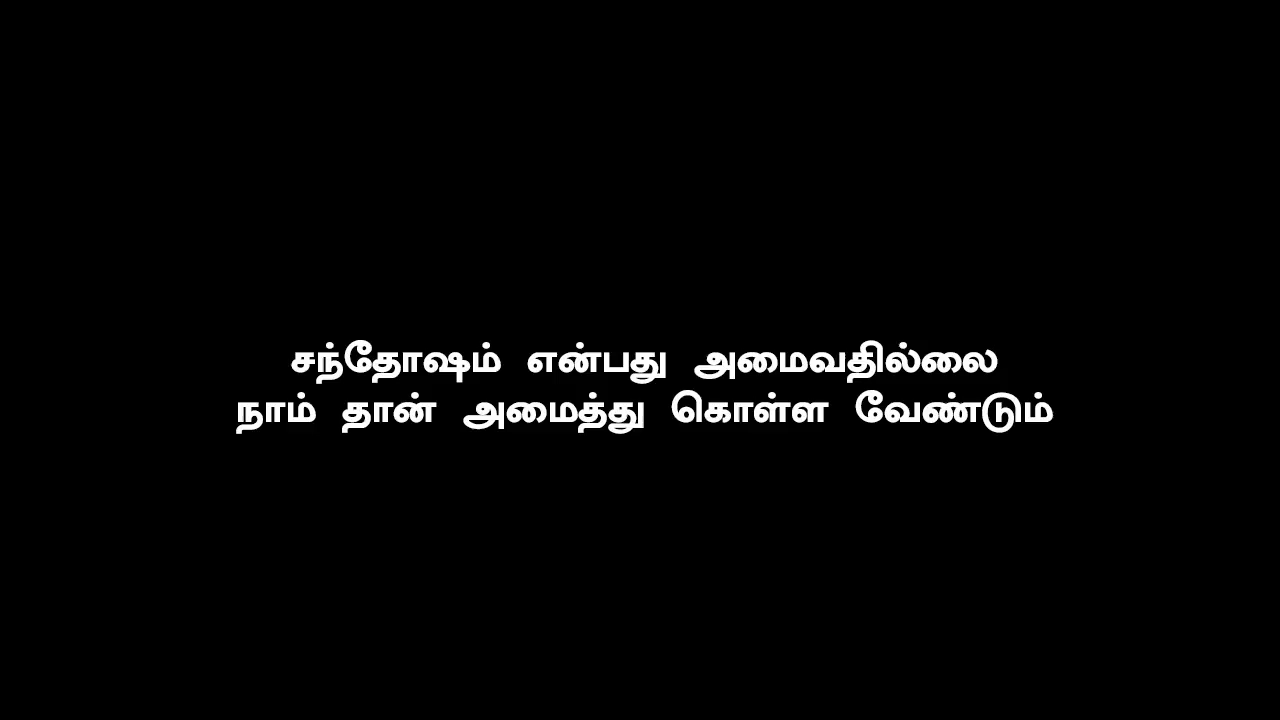 சந்தோஷம் என்பது அமைவதில்லை
நாம் தான் அமைத்து கொள்ள வேண்டும்